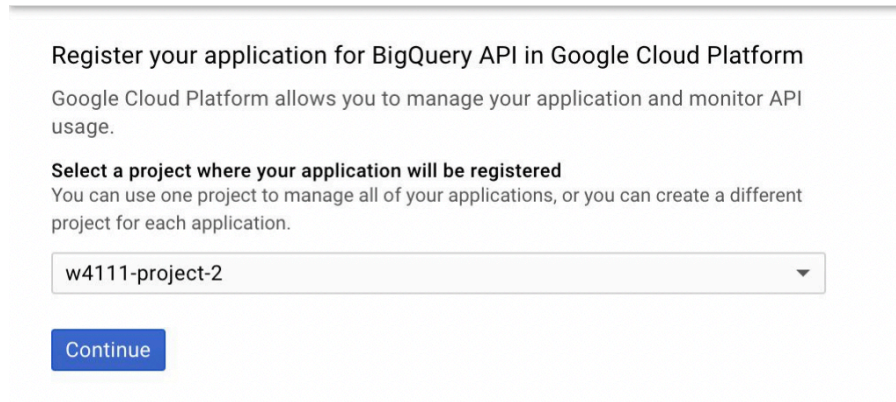 Register your application for BigQuery API in Google Cloud Platform
Google Cloud Platform allows you to manage your application and monitor API
usage.
Select a project where your application will be registered
You can use one project to manage all of your applications, or you can create a different
project for each application.
w4111-project-2
Continue